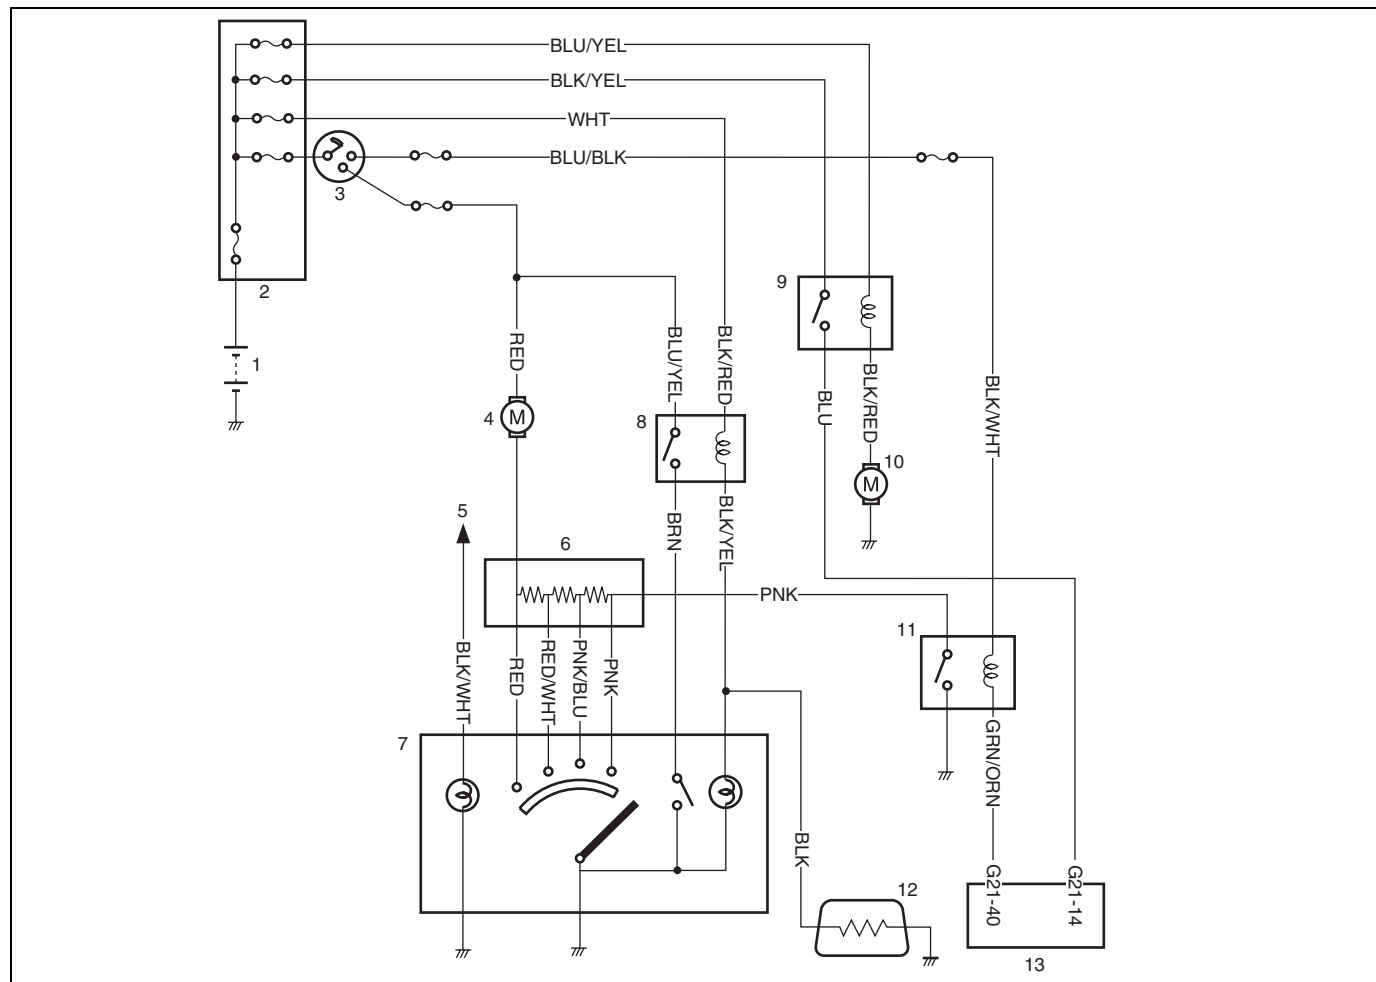 BLU/YEL
BLK/YEL
WHT
BLU/BLK
3
2
1
9
RED
BLU/YEL
BLK/RED
BLU
BLK/RED
BLK/WHT
4
M
8
10
M
5
6
BRN
BLK/YEL
PNK
11
BLK/WHT
RED
RED/WHT
PNK/BLU
PNK
7
GRN/ORN
BLK
G21-40
G21-14
12
13